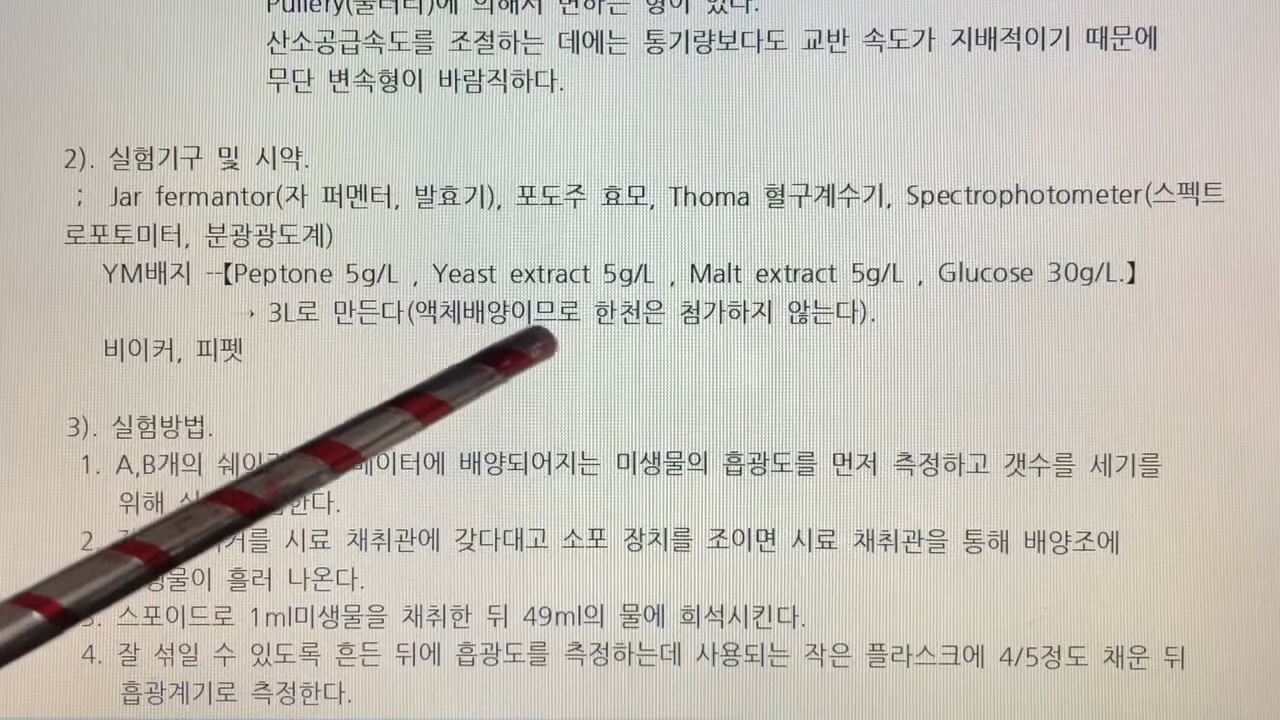 Pullery(풀러리)에 의해서 변하는 형이 있다.
산소공급속도를 조절하는 데에는 통기량보다도 교반 속도가 지배적이기 때문에
무단 변속형이 바람직하다.
2). 실험기구 및 시약.
; Jar fermantor(자 퍼멘터, 발효기), 포도주 효모, Thoma 혈구계수기, Spectrophotometer(스펙트
로포토미터, 분광광도계)
YM배지 --【Peptone 5g/L , Yeast extract 5g/L , Malt extract 5g/L , Glucose 30g/L.】
→ 3L로 만든다(액체배양이므로 한천은 첨가하지 않는다).
비이커, 피펫
3). 실험방법.
1. A,B개의 배양되어지는 미생물의 흡광도를 먼저 측정하고 갯수를 세기를
위해
2. 시료 채취관에 갖다대고 소포 장치를 조이면 시료 채취관을 통해 배양조에
흘러 나온다.
3. 스포이드로 1ml미생물을 채취한 뒤 49ml의 물에 희석시킨다.
4. 잘 섞일 수 있도록 흔든 뒤에 흡광도를 측정하는데 사용되는 작은 플라스크에 4/5정도 채운 뒤
흡광계기로 측정한다.